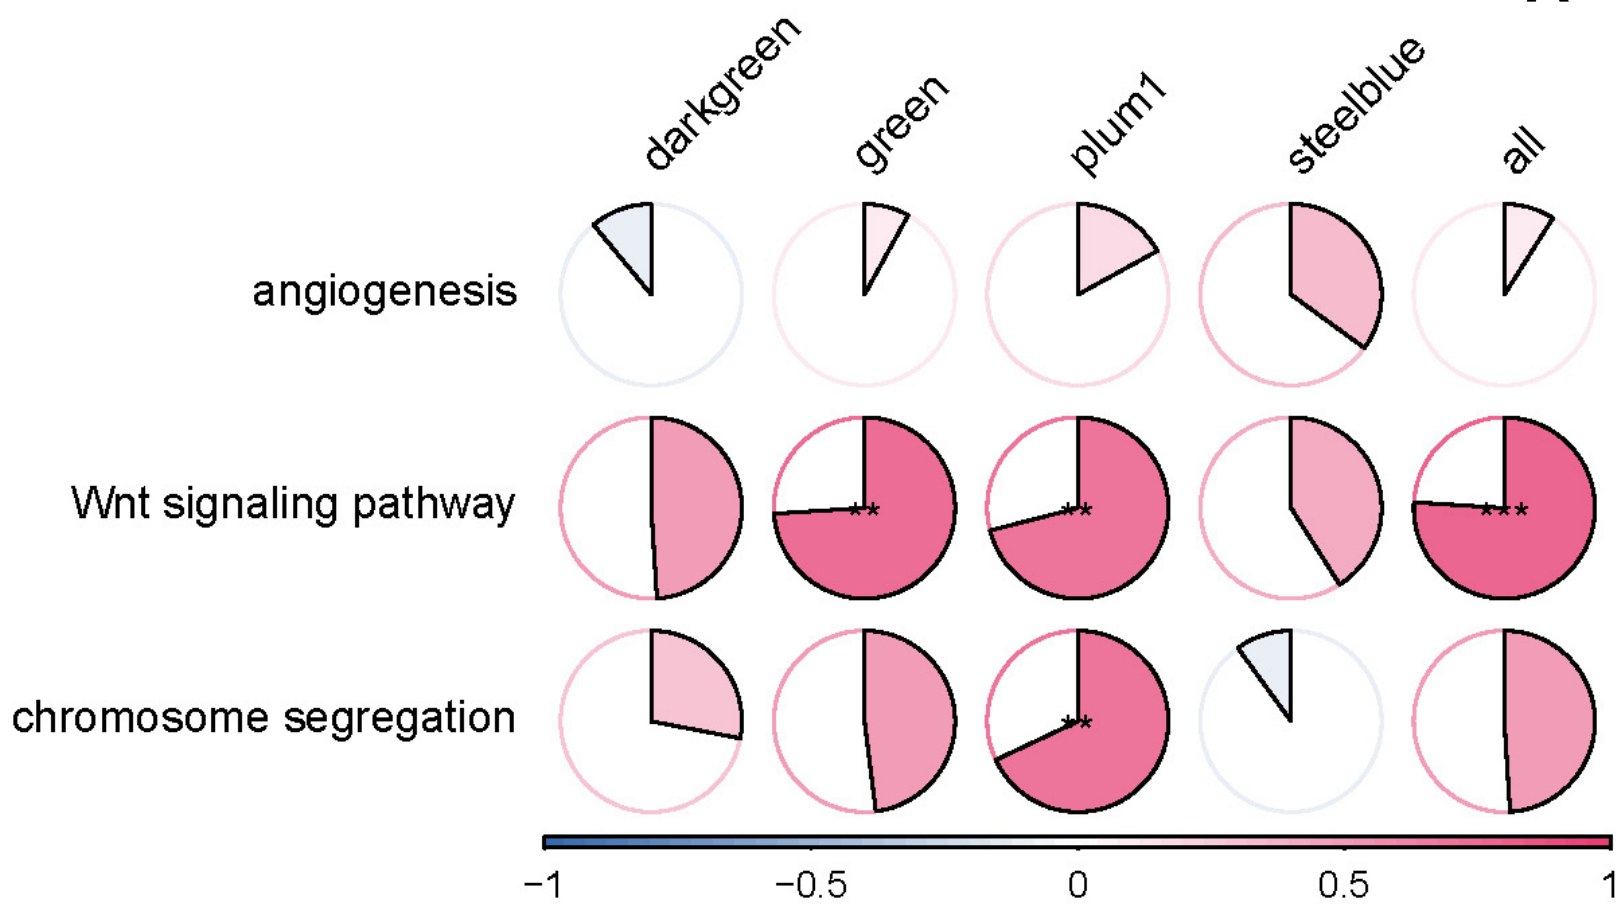 darkgreen green plum1 steelblue all
angiogenesis
Wnt signaling pathway ** ** ***
chromosome segregation **
−1 −0.5 0 0.5 1